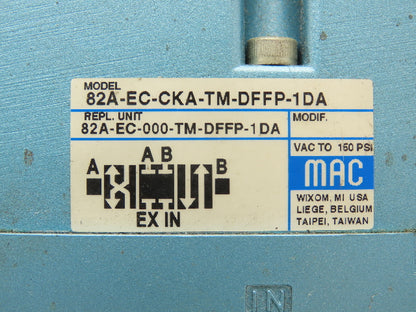 MODEL
82A-EC-CKA-TM-DFFP-1DA
REPL. UNIT
MODIF.
82A-EC-000-TM-DFFP-1DA
VAC TO 150 PSI
A B
A B
EX IN
MAC
WIXOM, MI USA
LIEGE, BELGIUM
TAIPEI, TAIWAN
IN